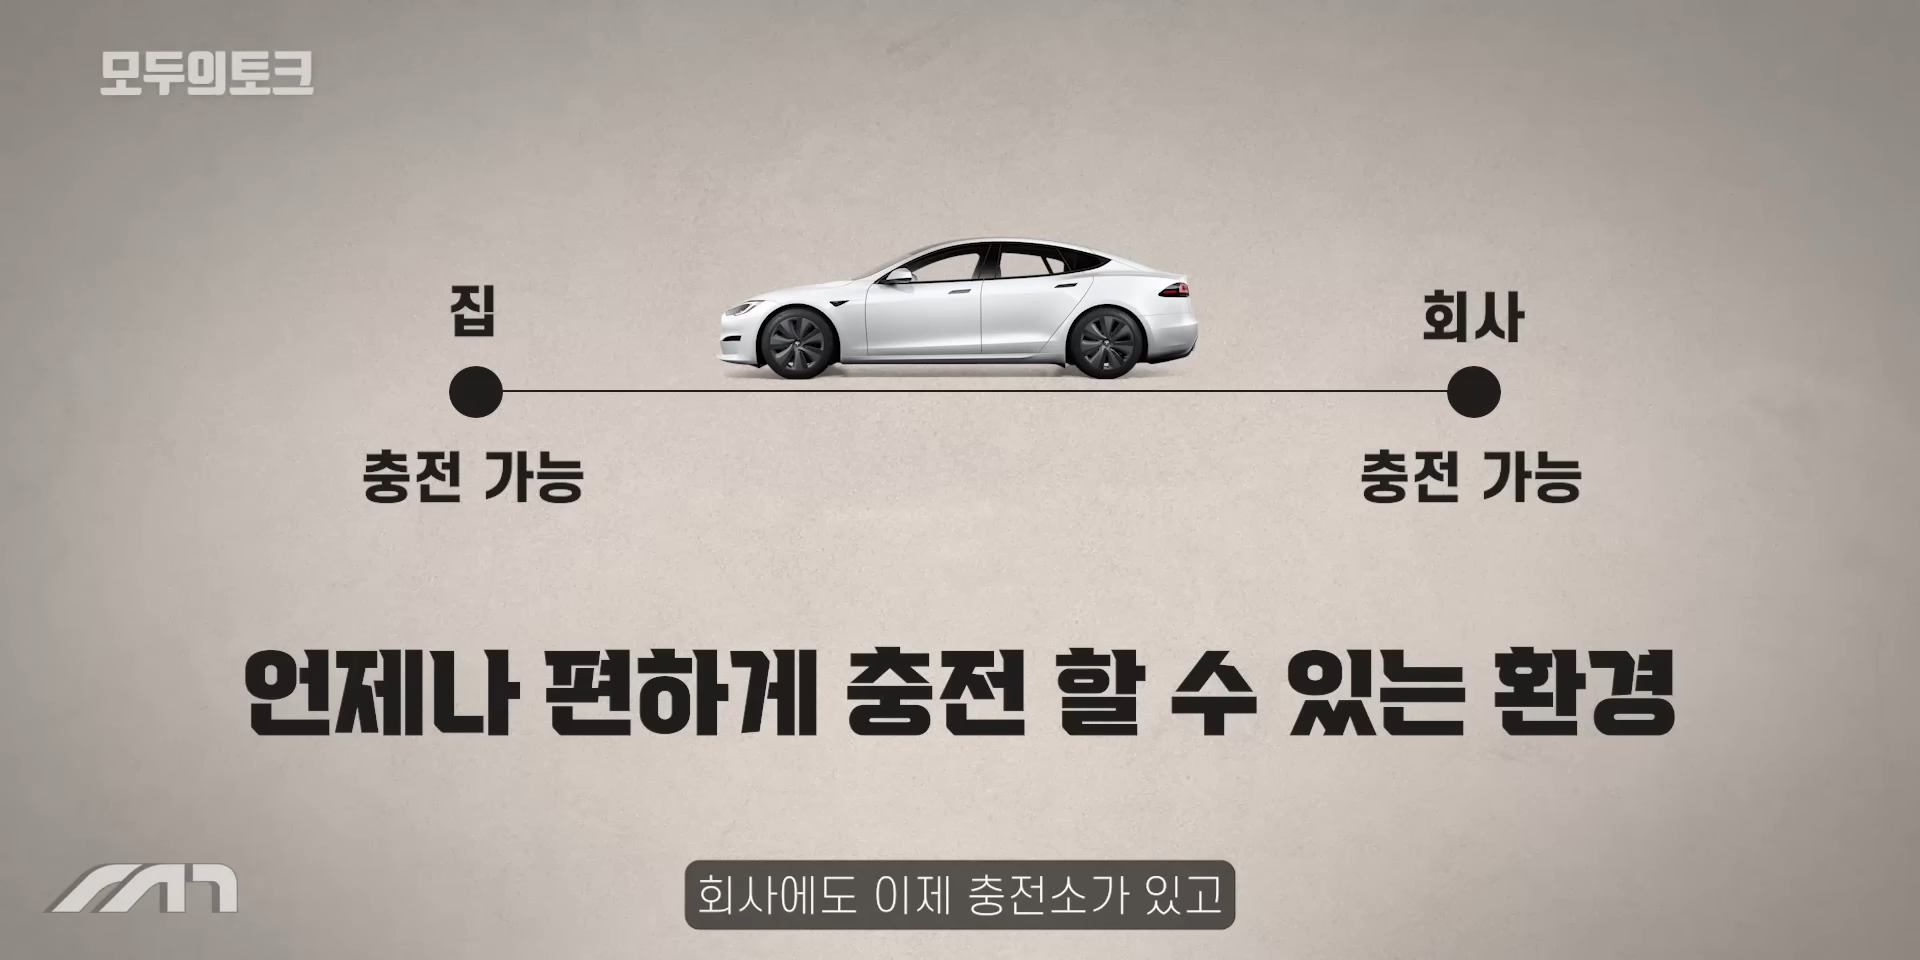 모두의토크
집
회사
충전 가능
충전 가능
언제나 편하게 충전 할 수 있는 환경
회사에도 이제 충전소가 있고